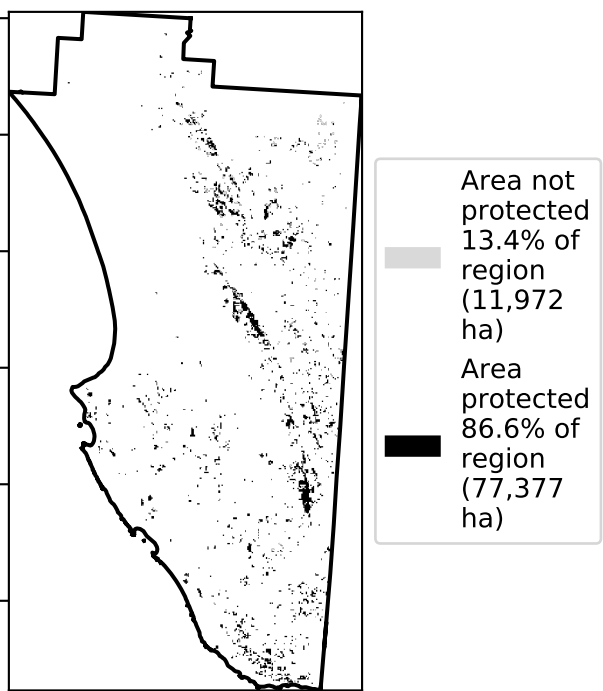 Area not
protected
13.4% of
region
(11,972
ha)
Area
protected
86.6% of
region
(77,377
ha)